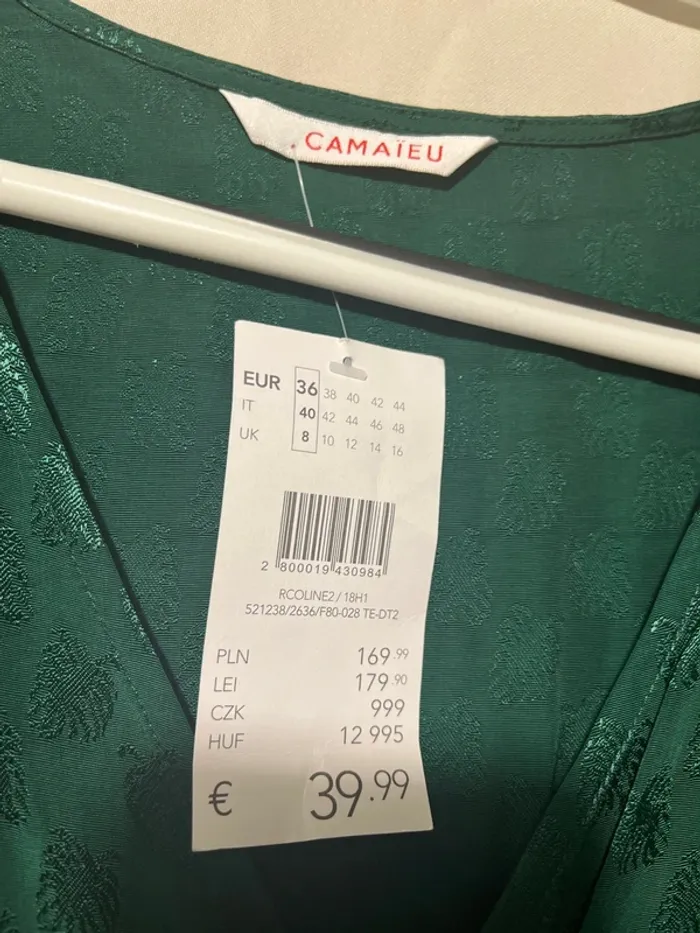 CAMAÏEU
EUR 36 38 40 42 44
IT 40 42 44 46 48
UK 8 10 12 14 16
2 800019 430984
RCOLINE2 / 18H1
521238/2636/F80-028 TE-DT2
PLN 169.99
LEI 179.90
CZK 999
HUF 12 995
€ 39.99